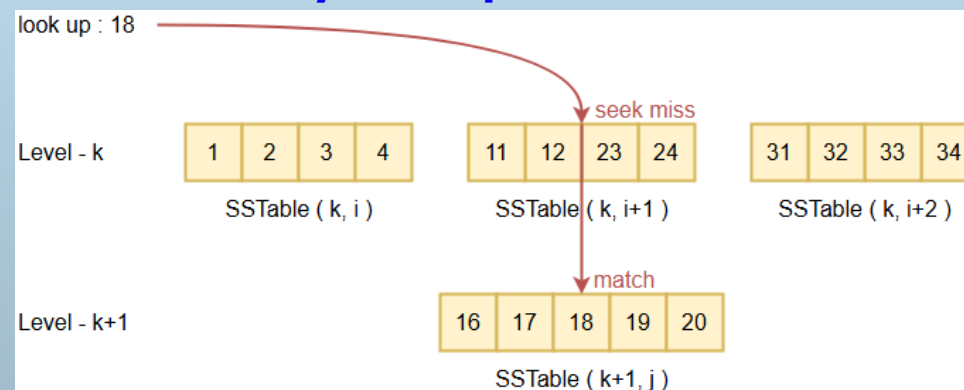 look up : 18
seek miss
Level - k
1 2 3 4
11 12 23 24
31 32 33 34
SSTable ( k, i )
SSTable ( k, i+1 )
SSTable ( k, i+2 )
match
Level - k+1
16 17 18 19 20
SSTable ( k+1, j )